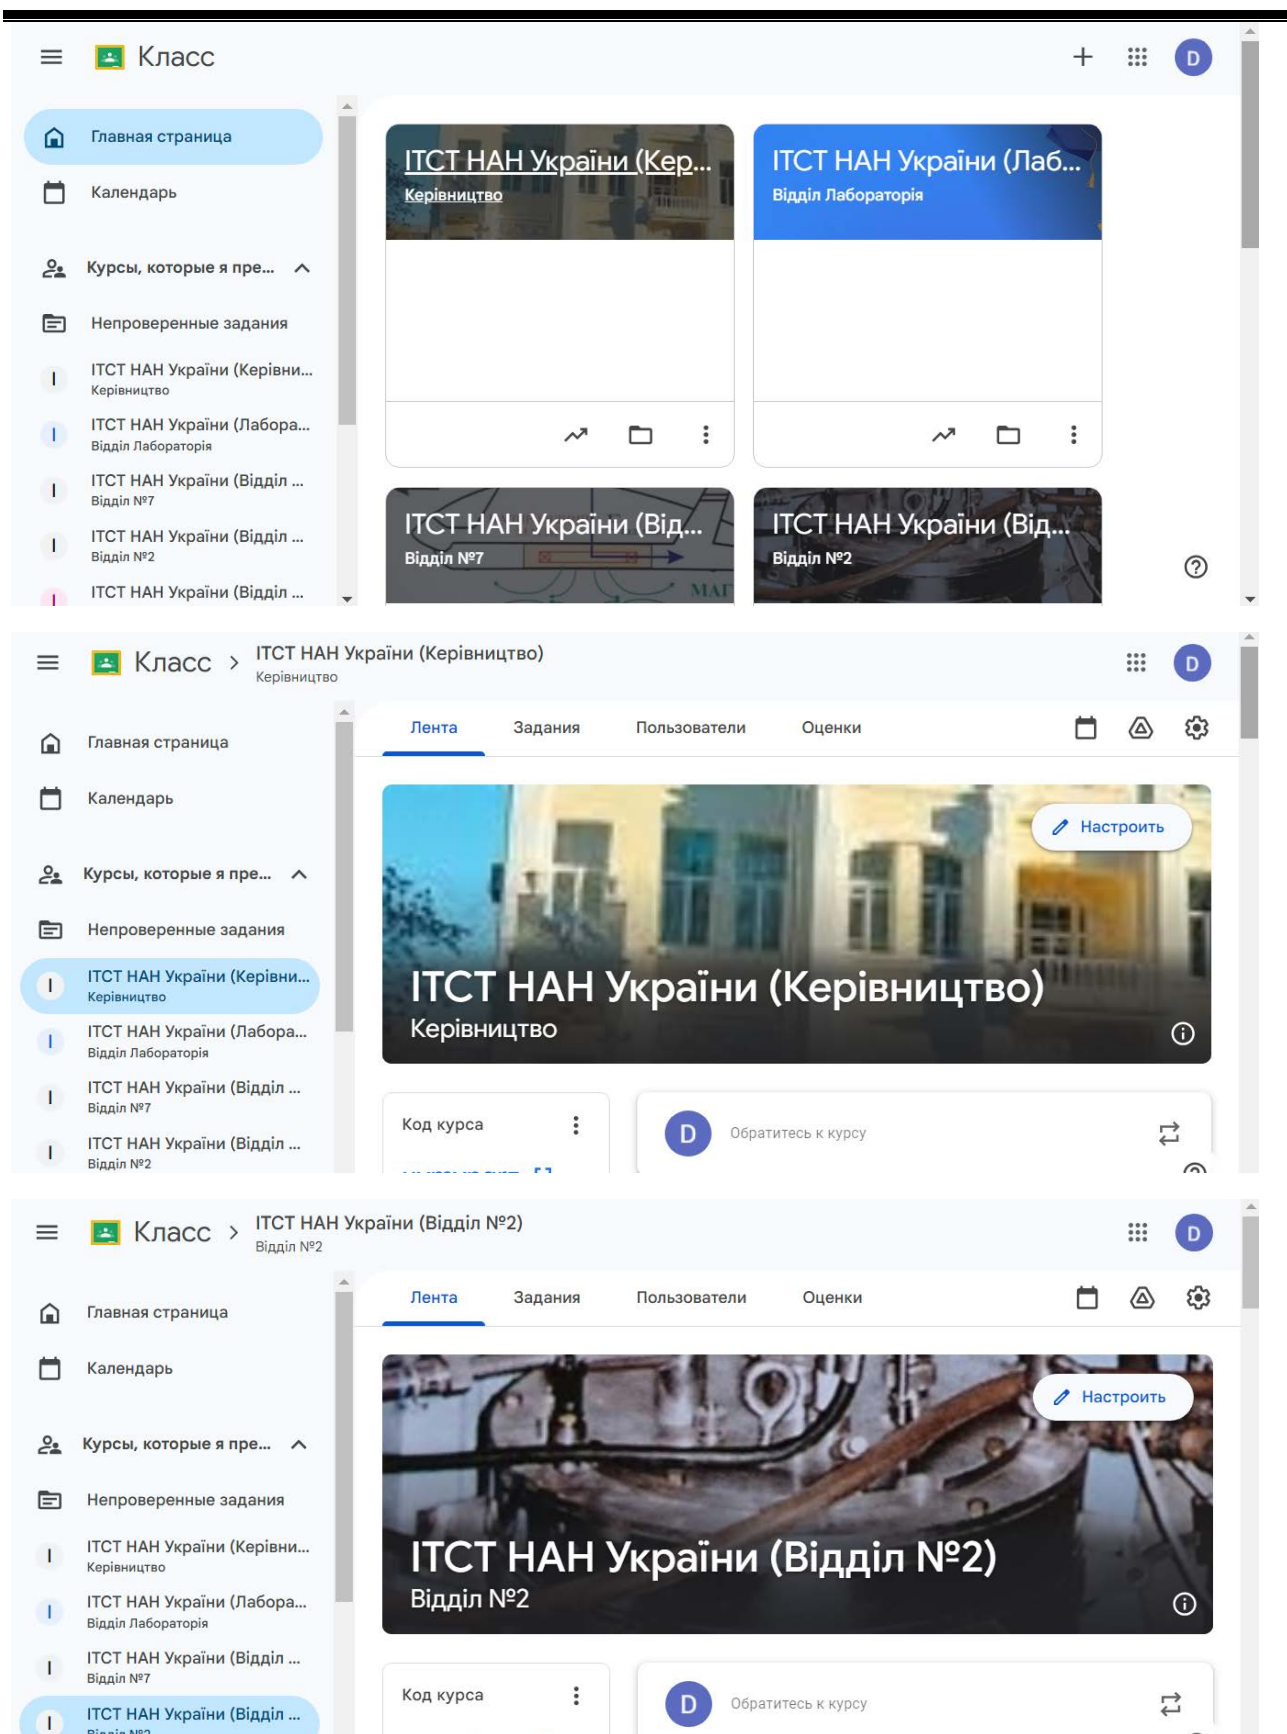 Класс
D
Главная страница
Календарь
Курсы, которые я пре...
Непроверенные задания
І
ІТСТ НАН України (Керівни...
Керівництво
І
ІТСТ НАН України (Лабора...
Відділ Лабораторія
І
ІТСТ НАН України (Відділ ...
Відділ №7
І
ІТСТ НАН України (Відділ ...
Відділ №2
І
ІТСТ НАН України (Відділ ...
ІТСТ НАН України (Кер...
Керівництво
ІТСТ НАН України (Лаб...
Відділ Лабораторія
ІТСТ НАН України (Від...
Відділ №7
МАГ
ІТСТ НАН України (Від...
Відділ №2
Класс > ІТСТ НАН України (Керівництво)
Керівництво
D
Главная страница
Календарь
Курсы, которые я пре...
Непроверенные задания
І
ІТСТ НАН України (Керівни...
Керівництво
І
ІТСТ НАН України (Лабора...
Відділ Лабораторія
І
ІТСТ НАН України (Відділ ...
Відділ №7
І
ІТСТ НАН України (Відділ ...
Відділ №2
Лента Задания Пользователи Оценки
Настроить
ІТСТ НАН України (Керівництво)
Керівництво
Код курса
D
Обратитесь к курсу
Класс > ІТСТ НАН України (Відділ №2)
Відділ №2
D
Главная страница
Календарь
Курсы, которые я пре...
Непроверенные задания
І
ІТСТ НАН України (Керівни...
Керівництво
І
ІТСТ НАН України (Лабора...
Відділ Лабораторія
І
ІТСТ НАН України (Відділ ...
Відділ №7
І
ІТСТ НАН України (Відділ ...
Відділ №2
Лента Задания Пользователи Оценки
Настроить
ІТСТ НАН України (Відділ №2)
Відділ №2
Код курса
D
Обратитесь к курсу